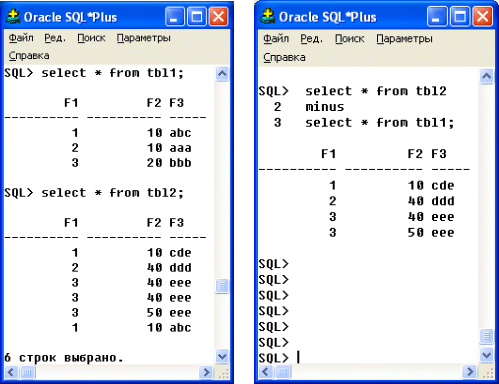 Oracle SQL*Plus
Файл Ред. Поиск Параметры
Справка
SQL> select * from tbl1;
F1 F2 F3
---------- ---------- -----
1 10 abc
2 10 aaa
3 20 bbb
SQL> select * from tbl2;
F1 F2 F3
---------- ---------- -----
1 10 cde
2 40 ddd
3 40 eee
3 40 eee
3 50 eee
1 10 abc
6 строк выбрано.
Oracle SQL*Plus
Файл Ред. Поиск Параметры
Справка
SQL> select * from tbl2
2 minus
3 select * from tbl1;
F1 F2 F3
---------- ---------- -----
1 10 cde
2 40 ddd
3 40 eee
3 50 eee
SQL>
SQL>
SQL>
SQL>
SQL>
SQL>
SQL>